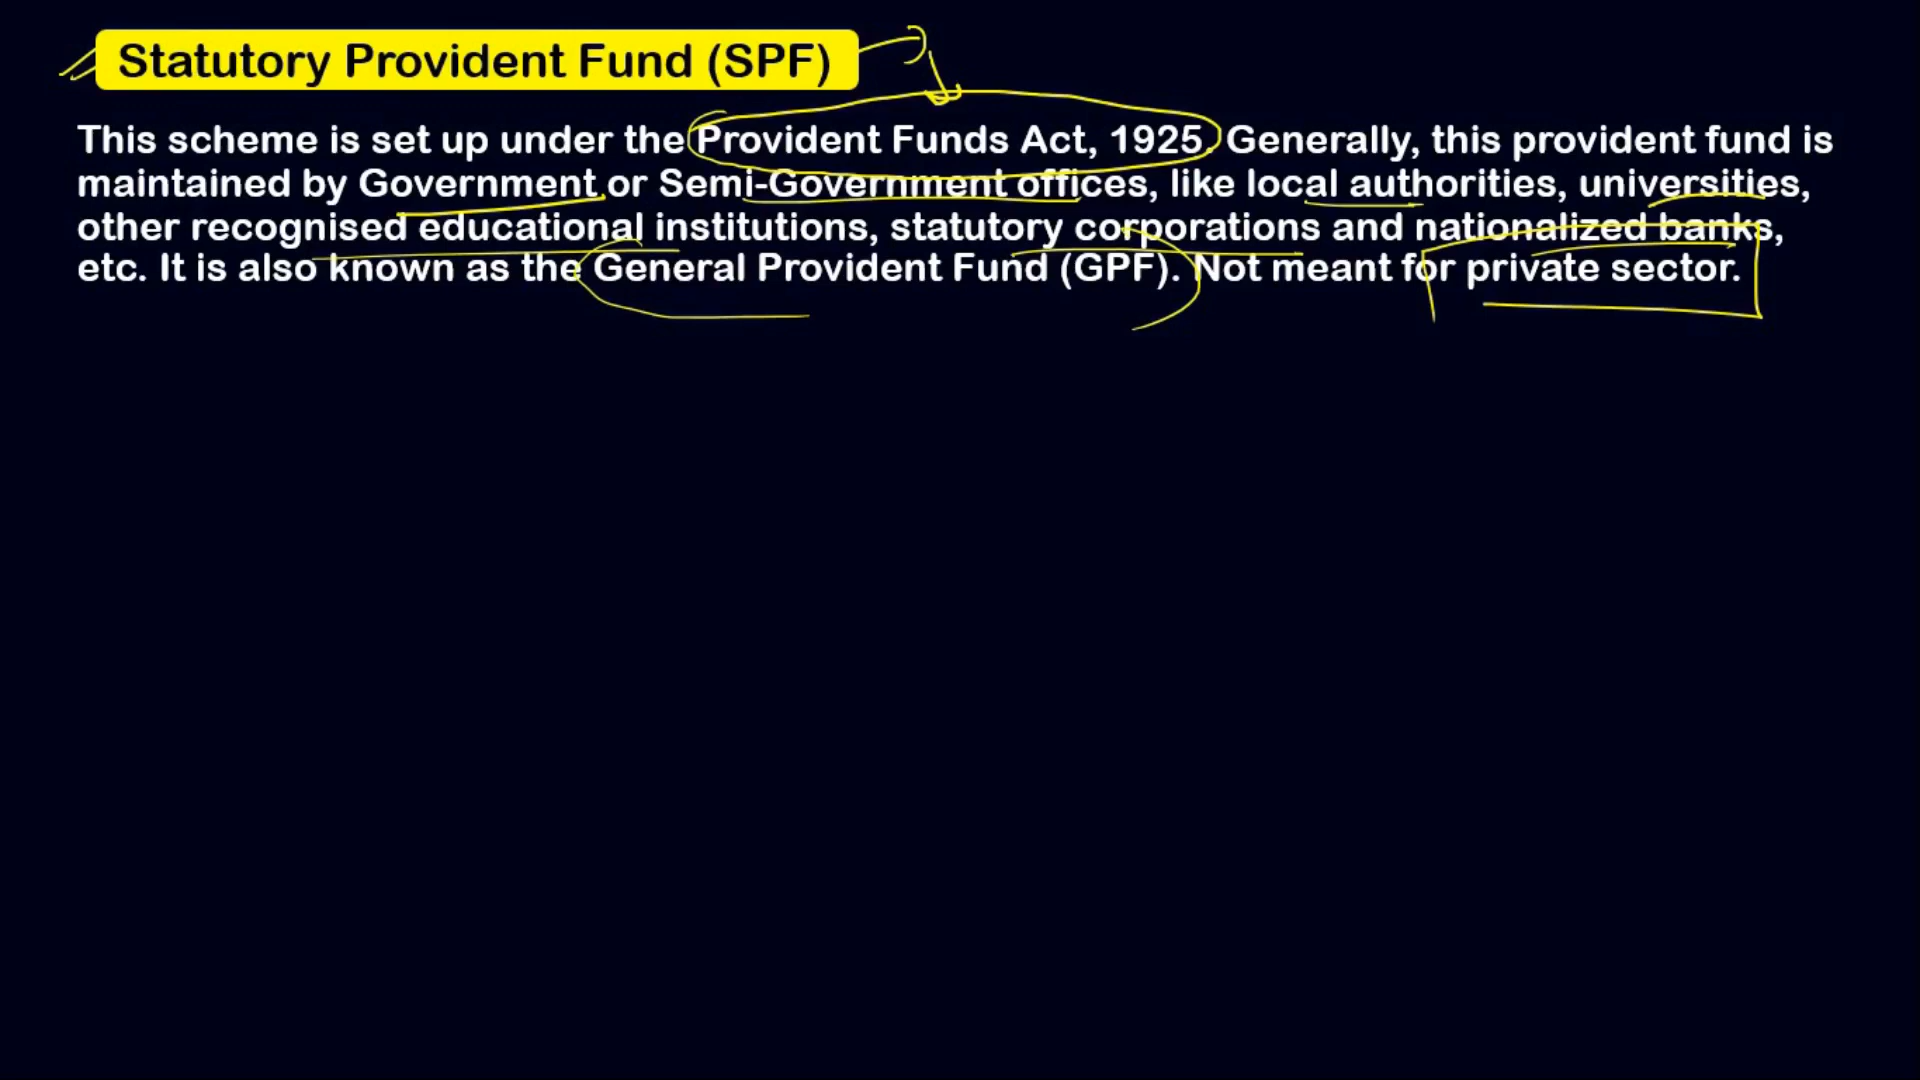 Statutory Provident Fund (SPF)
This scheme is set up under the Provident Funds Act, 1925. Generally, this provident fund is
maintained by Government or Semi-Government offices, like local authorities, universities,
other recognised educational institutions, statutory corporations and nationalized banks,
etc. It is also known as the General Provident Fund (GPF). Not meant for private sector.